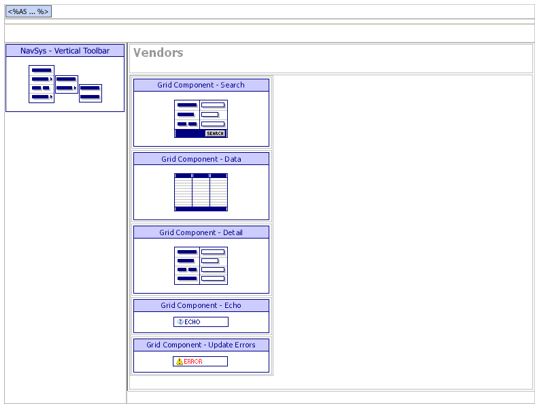 <%AS ... %>
NavSys - Vertical Toolbar
Vendors
Grid Component - Search
SEARCH
Grid Component - Data
Grid Component - Detail
Grid Component - Echo
ECHO
Grid Component - Update Errors
ERROR